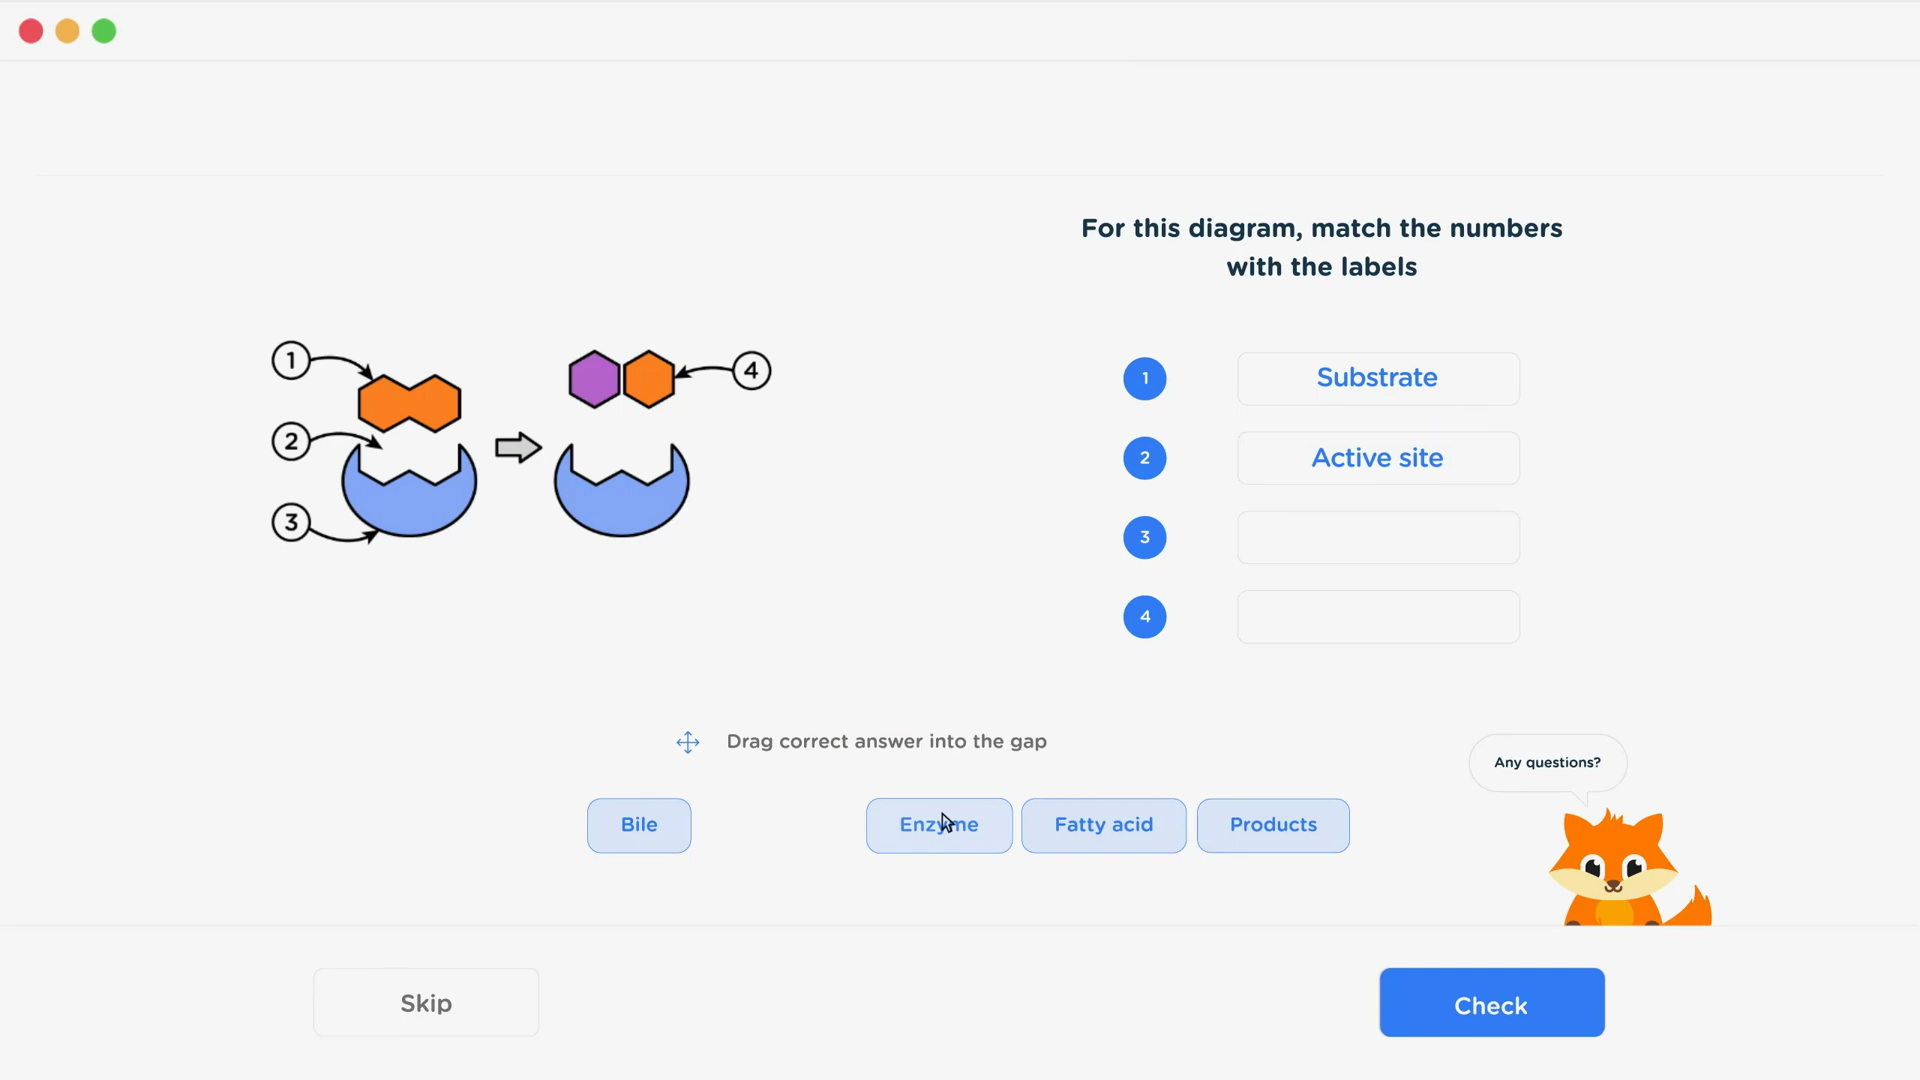 For this diagram, match the numbers
with the labels
1
2
3
4
1 Substrate
2 Active site
3
4
Drag correct answer into the gap
Any questions?
Bile Enzyme Fatty acid Products
Skip Check